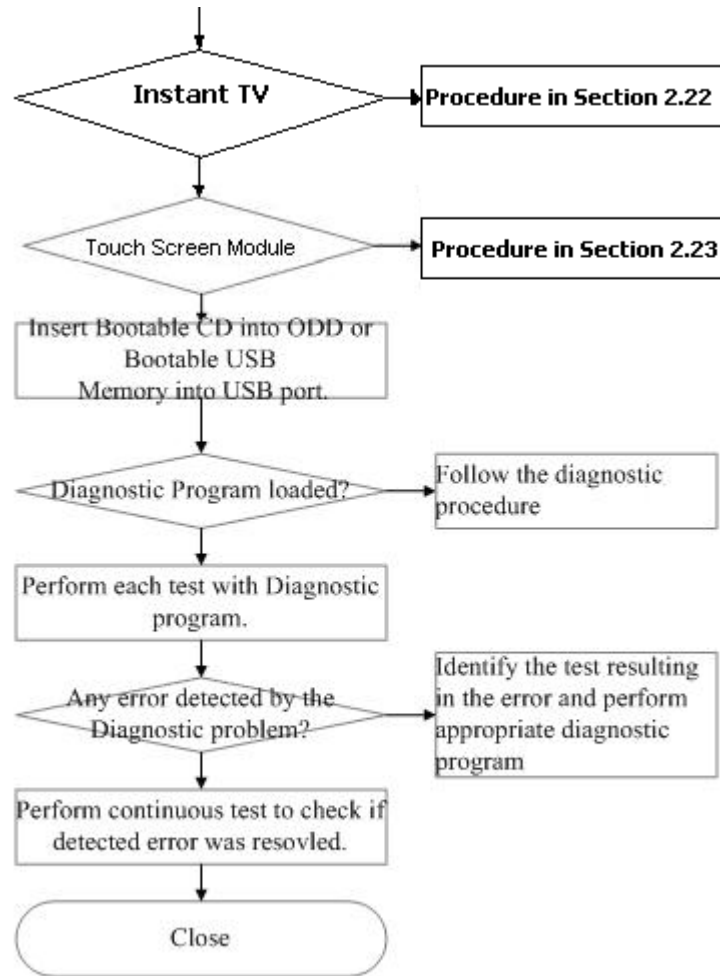 Instant TV
Procedure in Section 2.22
Touch Screen Module
Procedure in Section 2.23
Insert Bootable CD into ODD or
Bootable USB
Memory into USB port.
Diagnostic Program loaded?
Follow the diagnostic
procedure
Perform each test with Diagnostic
program.
Any error detected by the
Diagnostic problem?
Identify the test resulting
in the error and perform
appropriate diagnostic
program
Perform continuous test to check if
detected error was resovled.
Close